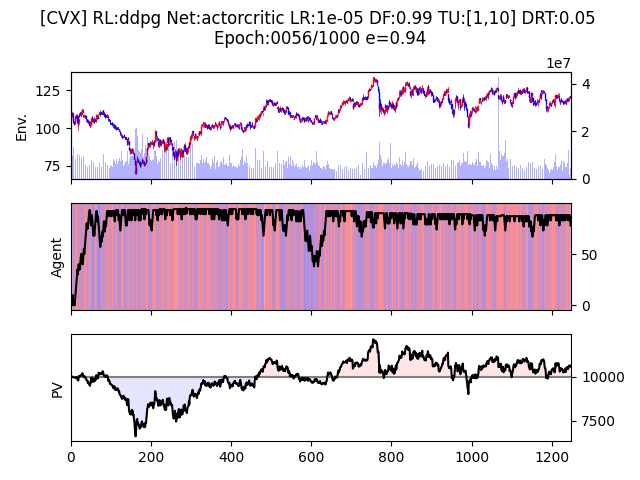 [CVX] RL:ddpg Net:actorcritic LR:1e-05 DF:0.99 TU:[1,10] DRT:0.05
Epoch:0056/1000 e=0.94
1e7
125
100
75
Env.
4
2
0
Agent
50
0
PV
10000
7500
0 200 400 600 800 1000 1200